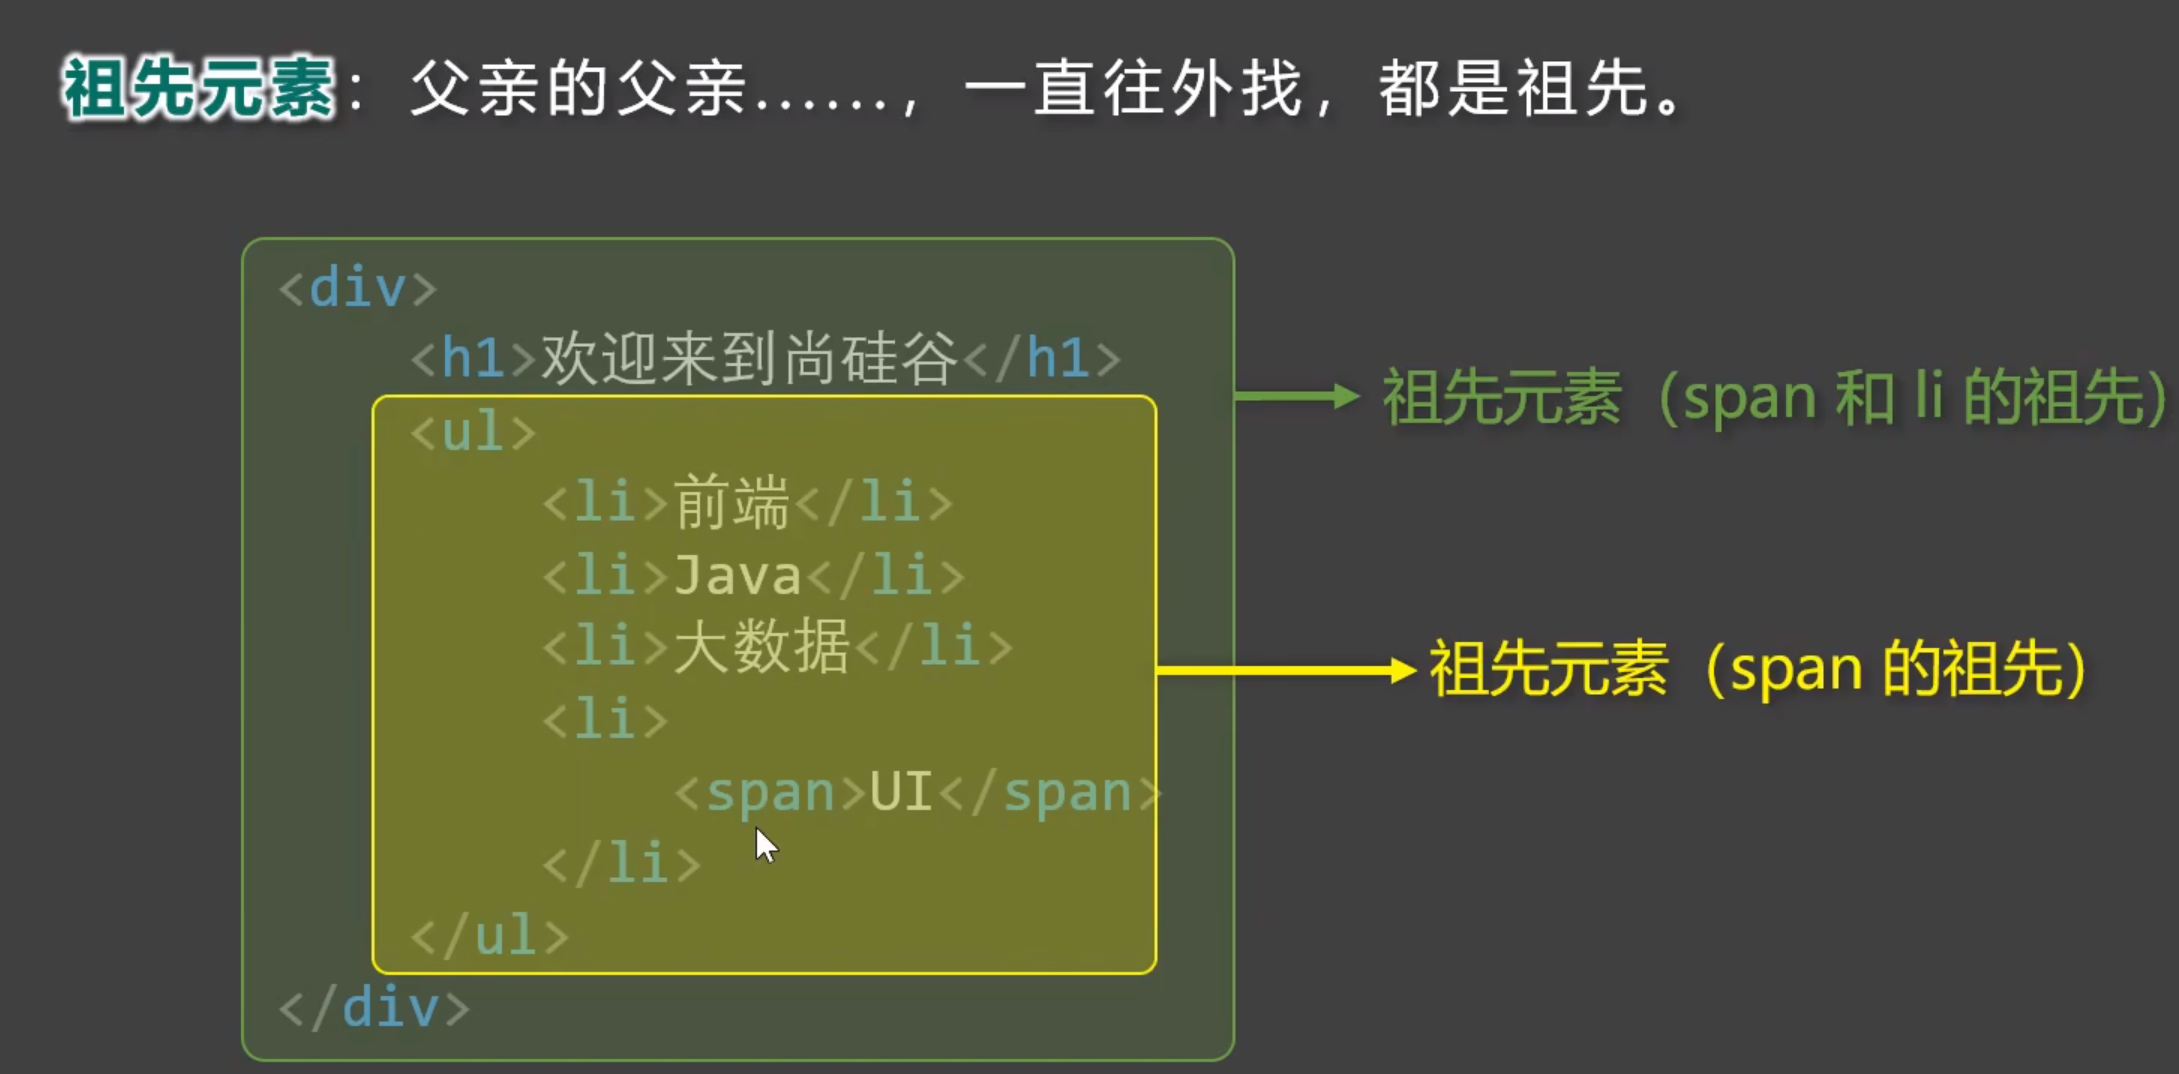 祖先元素：父亲的父亲......，一直往外找，都是祖先。
<div>
<h1>欢迎来到尚硅谷</h1>
祖先元素（span 和 li 的祖先）
<ul>
<li>前端</li>
<li>Java</li>
<li>大数据</li>
祖先元素（span 的祖先）
<li>
<span>UI</span>
</li>
</ul>
</div>